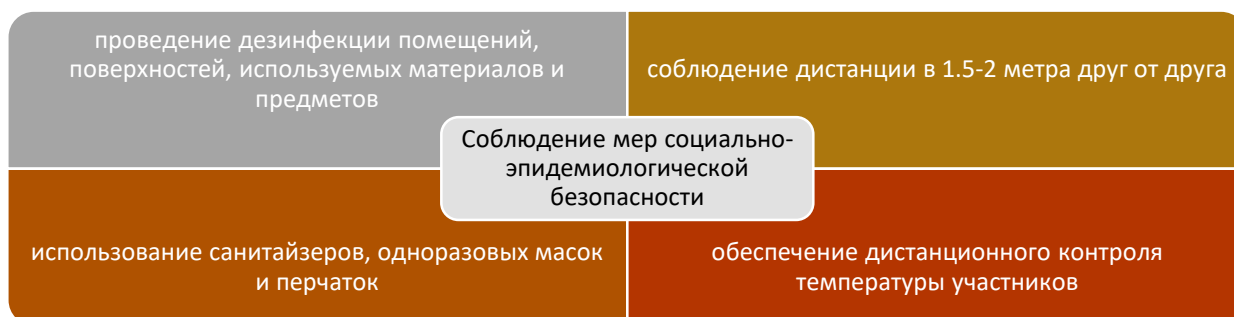 проведение дезинфекции помещений,
поверхностей, используемых материалов и
предметов
соблюдение дистанции в 1.5-2 метра друг от друга
Соблюдение мер социально-
эпидемиологической
безопасности
использование санитайзеров, одноразовых масок
и перчаток
обеспечение дистанционного контроля
температуры участников